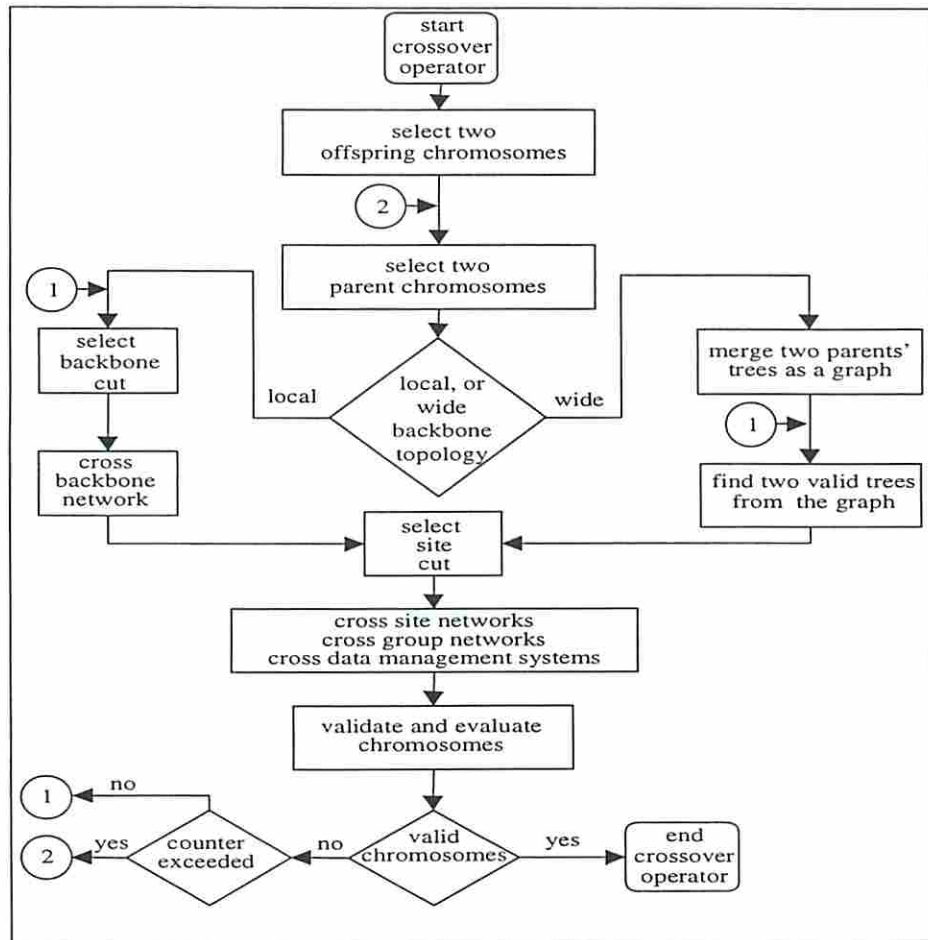 start
crossover
operator
select two
offspring chromosomes
2
select two
parent chromosomes
1
select
backbone
cut
local
local, or
wide
backbone
topology
wide
merge two parents'
trees as a graph
1
cross
backbone
network
find two valid trees
from the graph
select
site
cut
cross site networks
cross group networks
cross data management systems
validate and evaluate
chromosomes
1
no
2
yes
counter
exceeded
no
valid
chromosomes
yes
end
crossover
operator